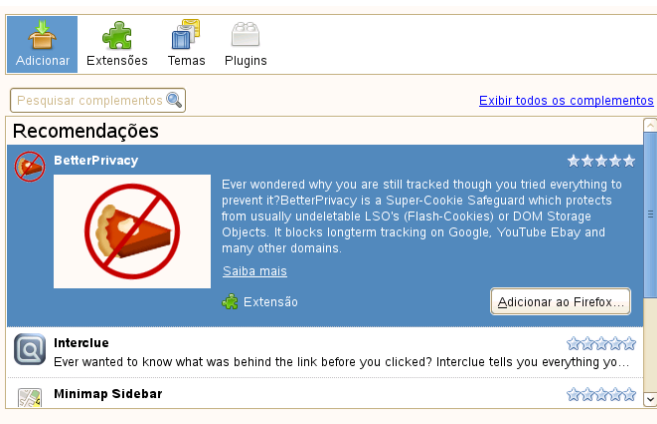 Adicionar Extensões Temas Plugins
Pesquisar complementos Exibir todos os complementos
Recomendações
BetterPrivacy
Ever wondered why you are still tracked though you tried everything to
prevent it?BetterPrivacy is a Super-Cookie Safeguard which protects
from usually undeletable LSO's (Flash-Cookies) or DOM Storage
Objects. It blocks longterm tracking on Google, YouTube Ebay and
many other domains.
Saiba mais
Extensão Adicionar ao Firefox...
Interclue
Ever wanted to know what was behind the link before you clicked? Interclue tells you everything yo...
Minimap Sidebar